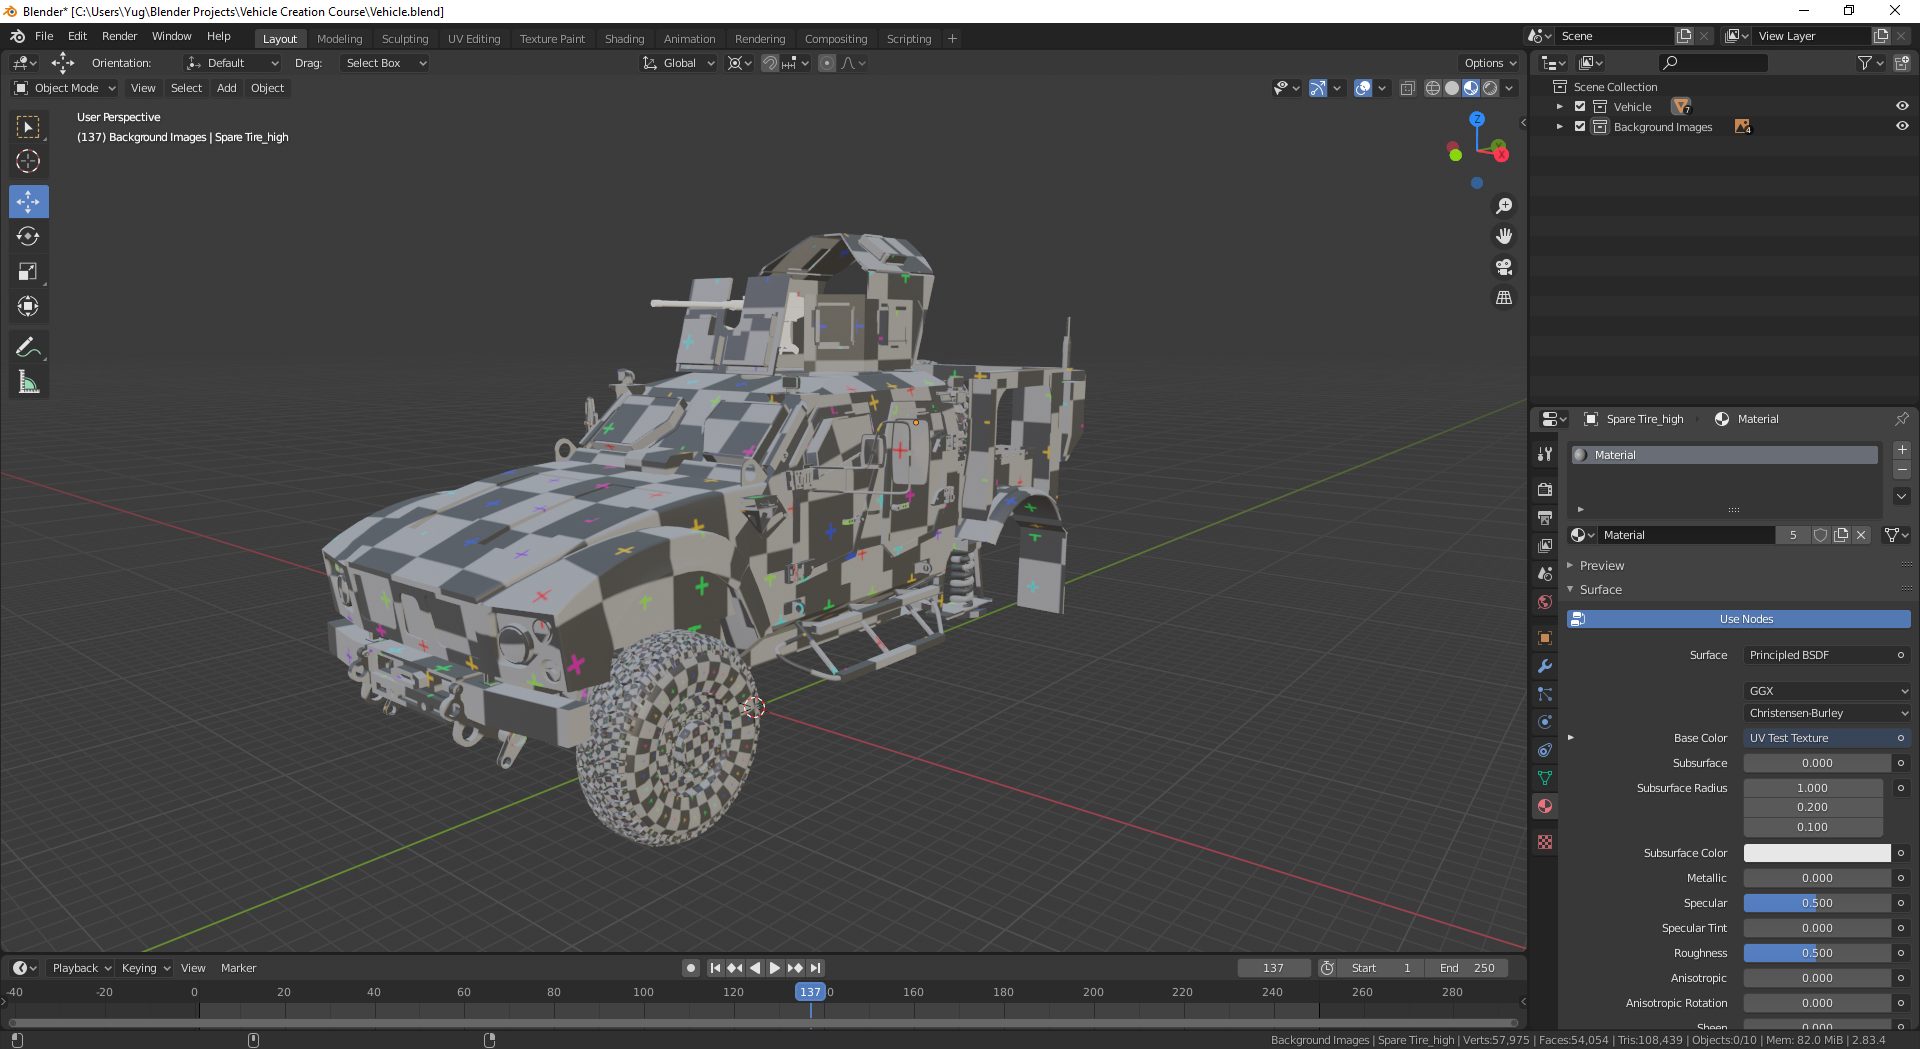 Blender* [C:\Users\Yug\Blender Projects\Vehicle Creation Course\Vehicle.blend]
File Edit Render Window Help Layout Modeling Sculpting UV Editing Texture Paint Shading Animation Rendering Compositing Scripting + Scene View Layer
Orientation: Default Drag: Select Box Global Options
Object Mode View Select Add Object
User Perspective
(137) Background Images | Spare Tire_high
Z
Y
X
Scene Collection
Vehicle 7
Background Images 4
Spare Tire_high Material
Material
Material 5
Preview
Surface
Use Nodes
Surface Principled BSDF
GGX
Christensen-Burley
Base Color UV Test Texture
Subsurface 0.000
Subsurface Radius 1.000
0.200
0.100
Subsurface Color
Metallic 0.000
Specular 0.500
Specular Tint 0.000
Roughness 0.500
Anisotropic 0.000
Anisotropic Rotation 0.000
Sheen 0.000
Playback Keying View Marker 137 Start 1 End 250
-40 -20 0 20 40 60 80 100 120 137 0 160 180 200 220 240 260 280
Background Images | Spare Tire_high | Verts:57,975 | Faces:54,054 | Tris:108,439 | Objects:0/10 | Mem: 82.0 MiB | 2.83.4